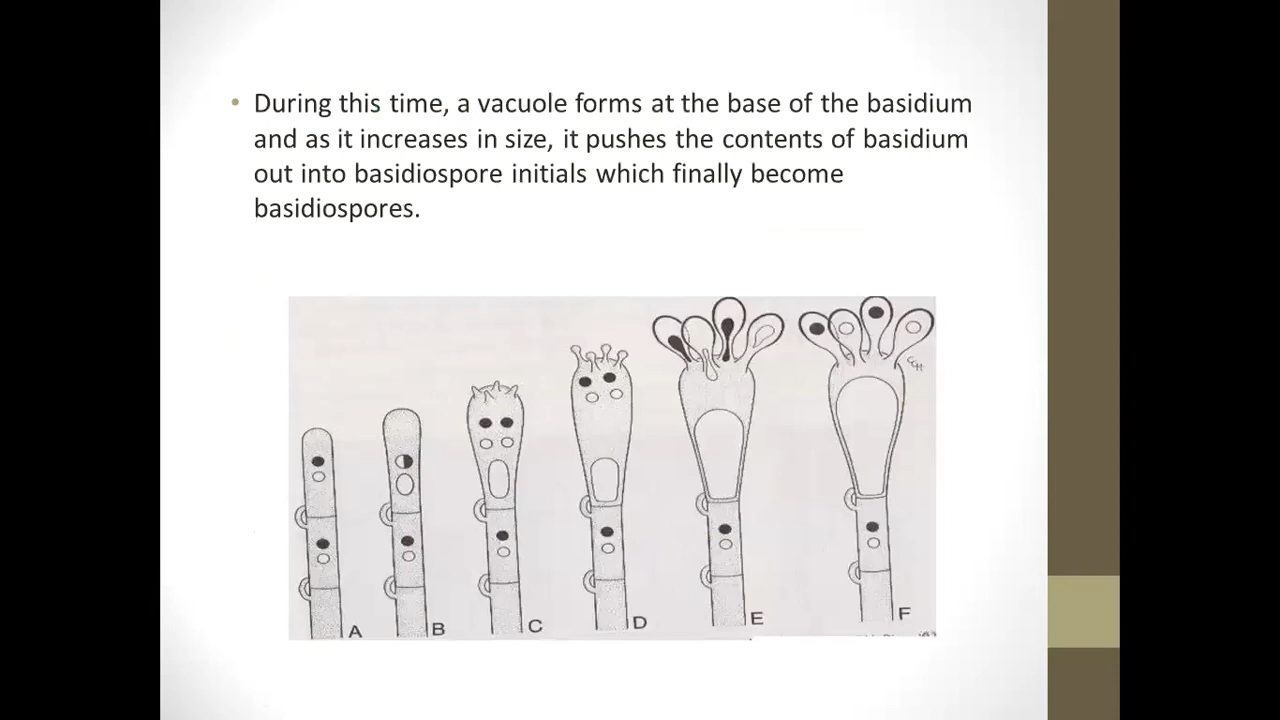 • During this time, a vacuole forms at the base of the basidium
and as it increases in size, it pushes the contents of basidium
out into basidiospore initials which finally become
basidiospores.
A B C D E F